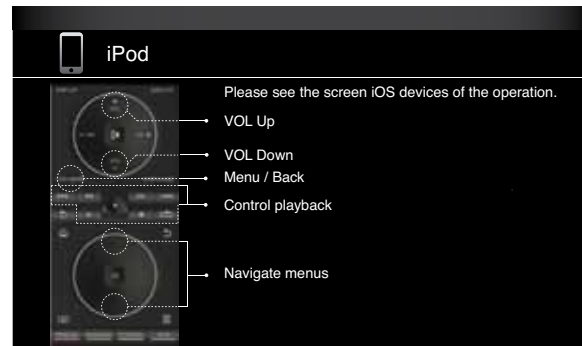 iPod
Please see the screen iOS devices of the operation.
VOL Up
VOL Down
Menu / Back
Control playback
Navigate menus